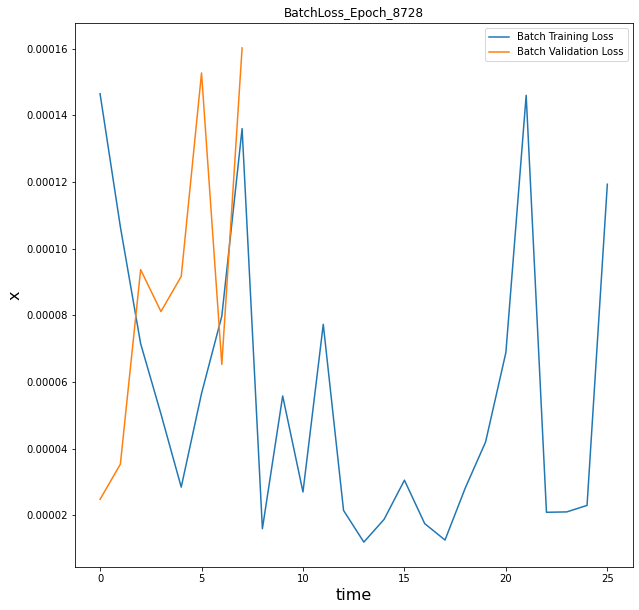 BatchLoss_Epoch_8728
Batch Training Loss
Batch Validation Loss
0.00016
0.00014
0.00012
0.00010
0.00008
0.00006
0.00004
0.00002
x
0 5 10 15 20 25
time